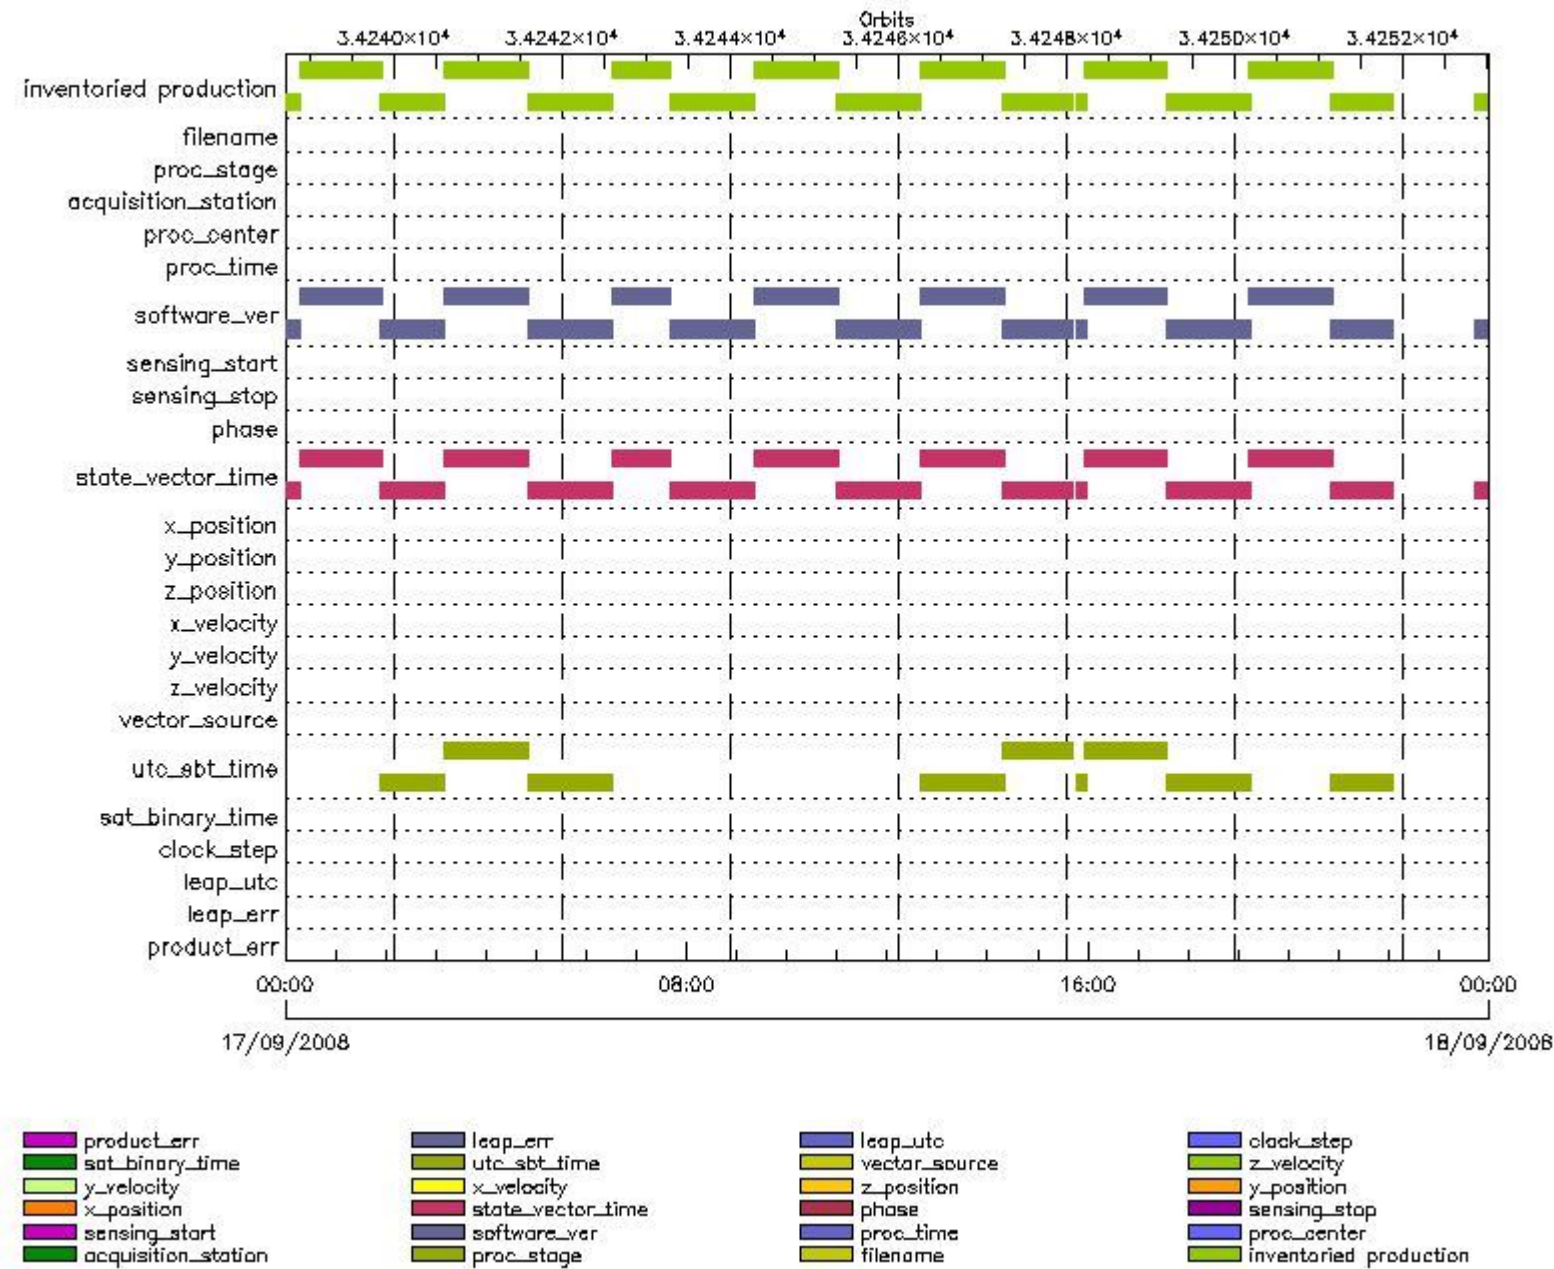 Orbits
3.4240×10⁴ 3.4242×10⁴ 3.4244×10⁴ 3.4246×10⁴ 3.4248×10⁴ 3.4250×10⁴ 3.4252×10⁴
inventoried production
filename
proc_stage
acquisition_station
proc_center
proc_time
software_ver
sensing_start
sensing_stop
phase
state_vector_time
x_position
y_position
z_position
x_velocity
y_velocity
z_velocity
vector_source
utc_sbt_time
sat_binary_time
clock_step
leap_utc
leap_err
product_err
00:00 08:00 16:00 00:00
17/09/2008 18/09/2008
product_err leap_err leap_utc clock_step
sat_binary_time utc_sbt_time vector_source z_velocity
y_velocity x_velocity z_position y_position
x_position state_vector_time phase sensing_stop
sensing_start software_ver proc_time proc_center
acquisition_station proc_stage filename inventoried production